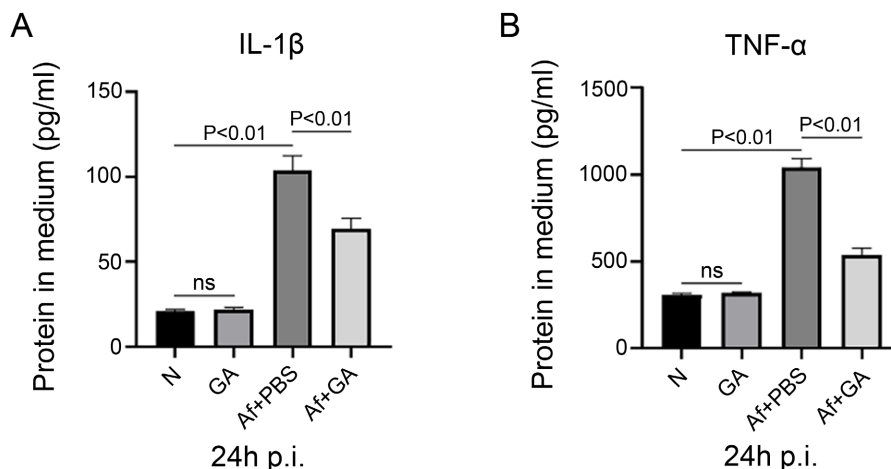 A
IL-1β
Protein in medium (pg/ml)
150
100
50
0
P<0.01
P<0.01
ns
N
GA
Af+PBS
Af+GA
24h p.i.
B
TNF-α
Protein in medium (pg/ml)
1500
1000
500
0
P<0.01
P<0.01
ns
N
GA
Af+PBS
Af+GA
24h p.i.